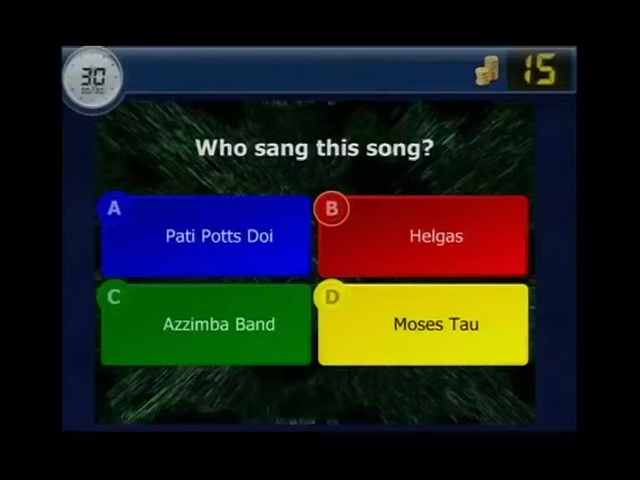 30
15
Who sang this song?
A
Pati Potts Doi
B
Helgas
C
Azzimba Band
D
Moses Tau